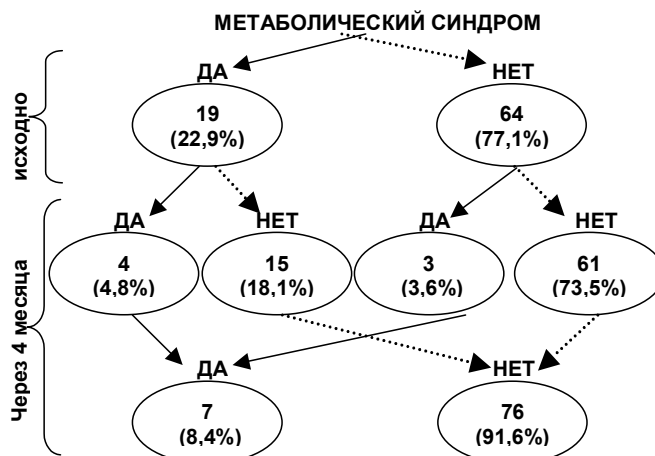 МЕТАБОЛИЧЕСКИЙ СИНДРОМ
ДА
НЕТ
исходно
19
(22,9%)
64
(77,1%)
ДА
НЕТ
ДА
НЕТ
Через 4 месяца
4
(4,8%)
15
(18,1%)
3
(3,6%)
61
(73,5%)
ДА
НЕТ
7
(8,4%)
76
(91,6%)